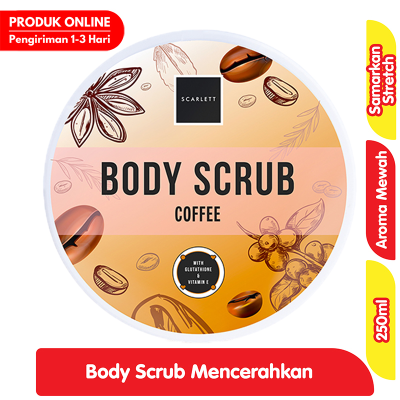 PRODUK ONLINE
Pengiriman 1-3 Hari
SCARLETT
BODY SCRUB
COFFEE
WITH
GLUTATHIONE
&
VITAMIN E
Samarkan
Stretch
Aroma Mewah
250ml
Body Scrub Mencerahkan